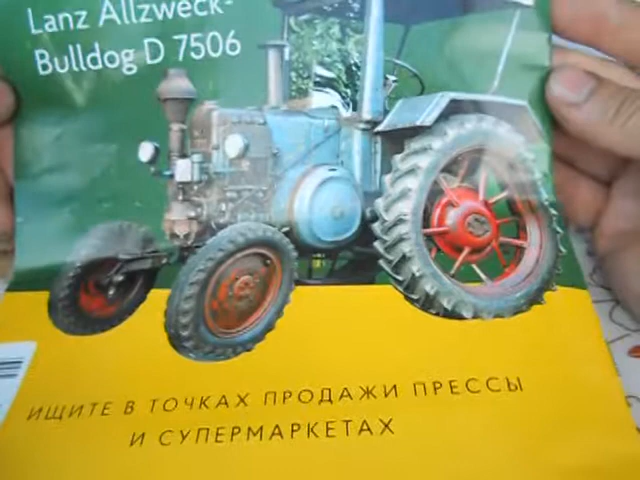 Lanz Allzweck-
Bulldog D 7506
ИЩИТЕ В ТОЧКАХ ПРОДАЖИ ПРЕССЫ
И СУПЕРМАРКЕТАХ